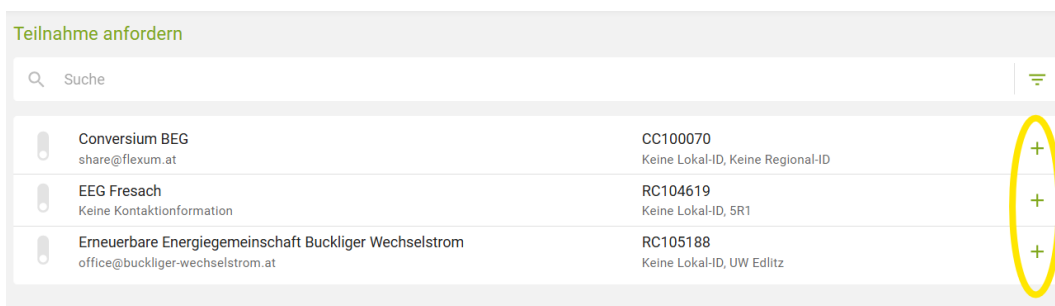 Teilnahme anfordern
Suche
Conversium BEG
CC100070
share@flexum.at
Keine Lokal-ID, Keine Regional-ID
EEG Fresach
RC104619
Keine Kontaktionformation
Keine Lokal-ID, 5R1
Erneuerbare Energiegemeinschaft Buckliger Wechselstrom
RC105188
office@buckliger-wechselstrom.at
Keine Lokal-ID, UW Edlitz